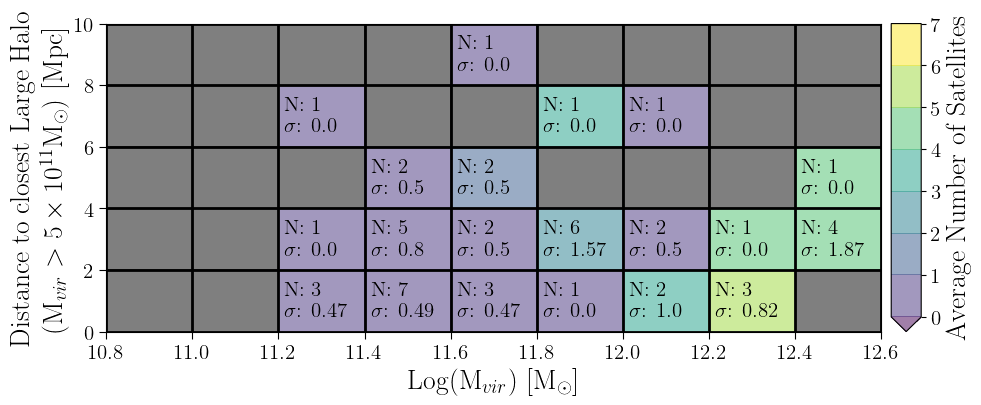 Distance to closest Large Halo
(M_vir > 5 × 10^11 M_⊙) [Mpc]
10
8
6
4
2
0
N: 1
σ: 0.0
N: 1
σ: 0.0
N: 1
σ: 0.0
N: 1
σ: 0.0
N: 2
σ: 0.5
N: 2
σ: 0.5
N: 1
σ: 0.0
N: 1
σ: 0.0
N: 5
σ: 0.8
N: 2
σ: 0.5
N: 6
σ: 1.57
N: 2
σ: 0.5
N: 1
σ: 0.0
N: 4
σ: 1.87
N: 3
σ: 0.47
N: 7
σ: 0.49
N: 3
σ: 0.47
N: 1
σ: 0.0
N: 2
σ: 1.0
N: 3
σ: 0.82
10.8 11.0 11.2 11.4 11.6 11.8 12.0 12.2 12.4 12.6
Log(M_vir) [M_⊙]
7
6
5
4
3
2
1
0
Average Number of Satellites